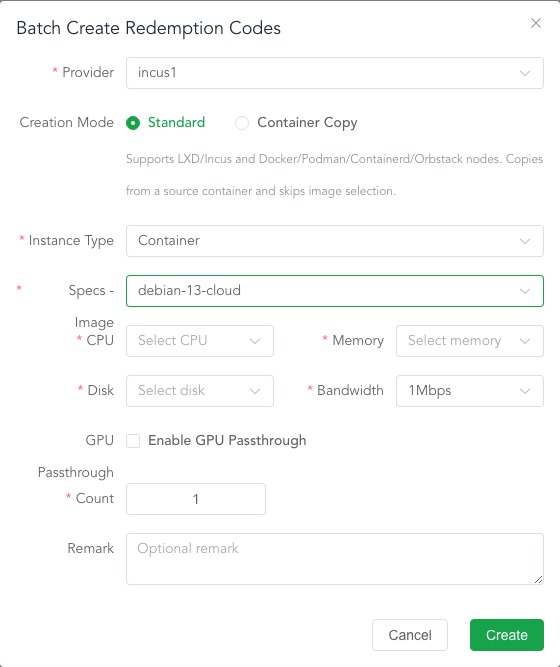 Batch Create Redemption Codes
* Provider incus1
Creation Mode Standard Container Copy
Supports LXD/Incus and Docker/Podman/Containerd/Orbstack nodes. Copies
from a source container and skips image selection.
* Instance Type Container
* Specs - debian-13-cloud
Image
* CPU Select CPU * Memory Select memory
* Disk Select disk * Bandwidth 1Mbps
GPU Enable GPU Passthrough
Passthrough
* Count 1
Remark Optional remark
Cancel Create